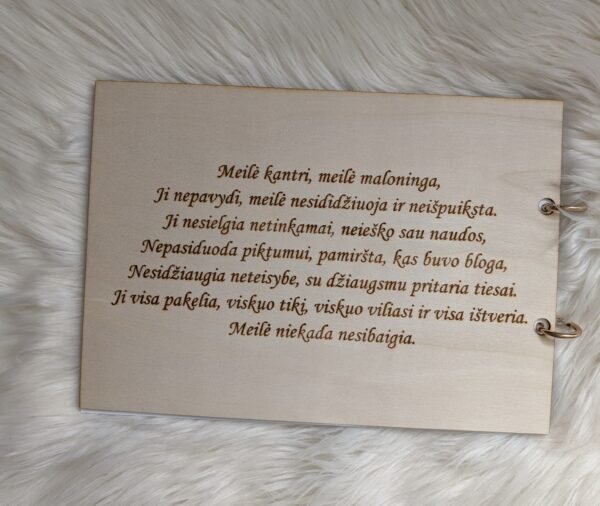 Meilė kantri, meilė maloninga,
Ji nepavydi, meilė nesididžiuoja ir neišpuiksta.
Ji nesielgia netinkamai, neieško sau naudos,
Nepasiduoda piktumui, pamiršta, kas buvo bloga,
Nesidžiaugia neteisybe, su džiaugsmu pritaria tiesai.
Ji visa pakelia, viskuo tiki, viskuo viliasi ir visa ištveria.
Meilė niekada nesibaigia.